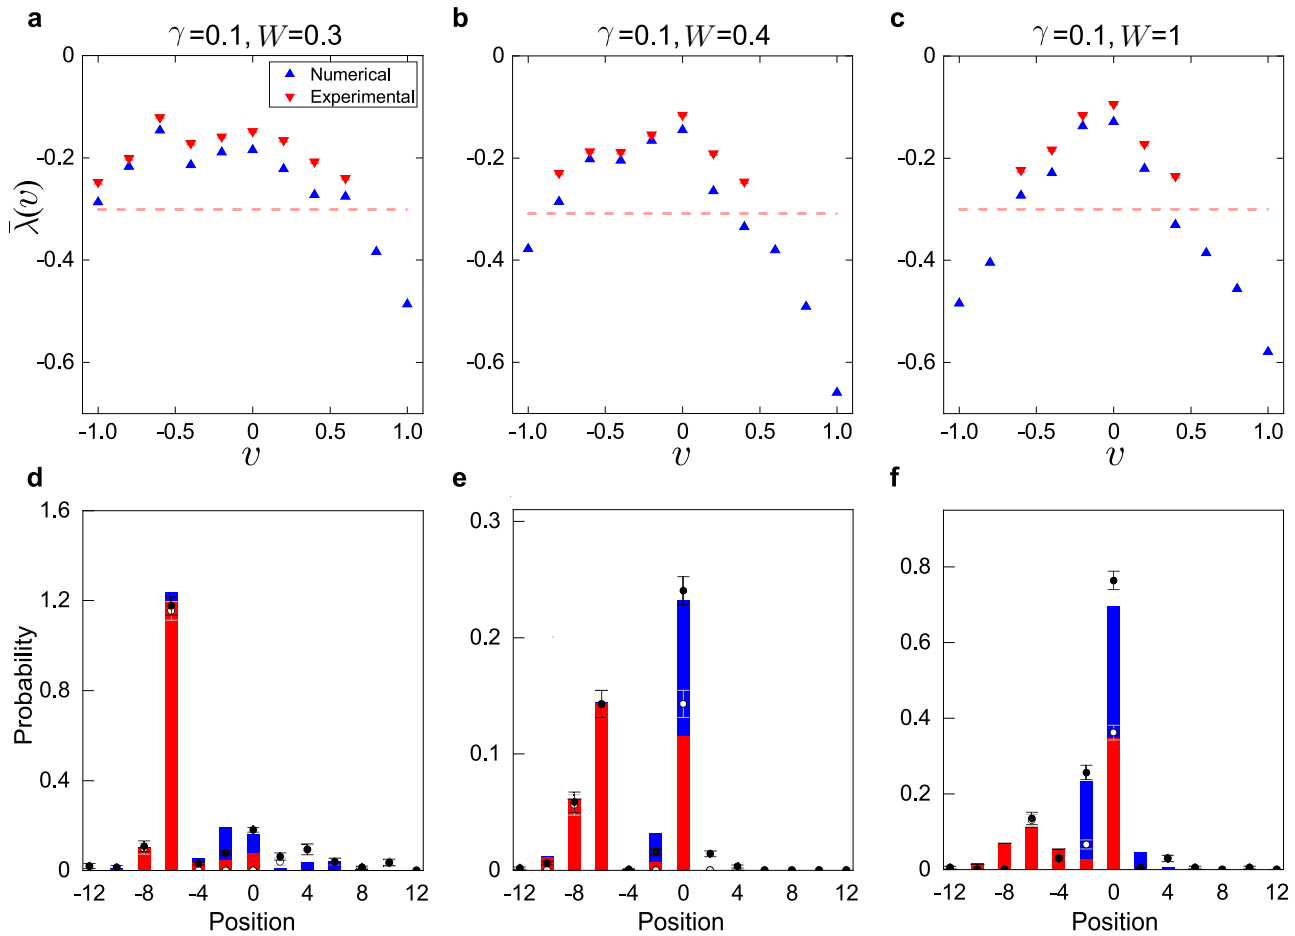 a
γ=0.1, W=0.3
b
γ=0.1, W=0.4
c
γ=0.1, W=1
0
-0.2
-0.4
-0.6
λ̄(v)
Numerical
Experimental
-1.0 -0.5 0 0.5 1.0
v
0
-0.2
-0.4
-0.6
-1.0 -0.5 0 0.5 1.0
v
0
-0.2
-0.4
-0.6
-1.0 -0.5 0 0.5 1.0
v
d
1.6
1.2
0.8
0.4
0
Probability
-12 -8 -4 0 4 8 12
Position
e
0.3
0.2
0.1
0
-12 -8 -4 0 4 8 12
Position
f
0.8
0.6
0.4
0.2
0
-12 -8 -4 0 4 8 12
Position